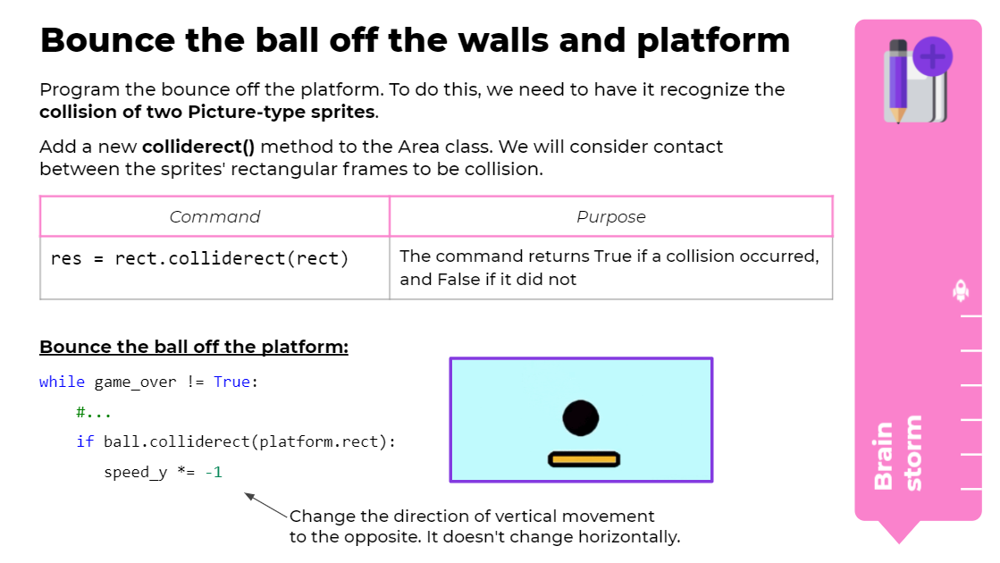 Bounce the ball off the walls and platform
Program the bounce off the platform. To do this, we need to have it recognize the
collision of two Picture-type sprites.
Add a new colliderect() method to the Area class. We will consider contact
between the sprites' rectangular frames to be collision.
Command
Purpose
res = rect.colliderect(rect)
The command returns True if a collision occurred,
and False if it did not
Bounce the ball off the platform:
while game_over != True:
#...
if ball.colliderect(platform.rect):
speed_y *= -1
Change the direction of vertical movement
to the opposite. It doesn't change horizontally.
Brain
storm